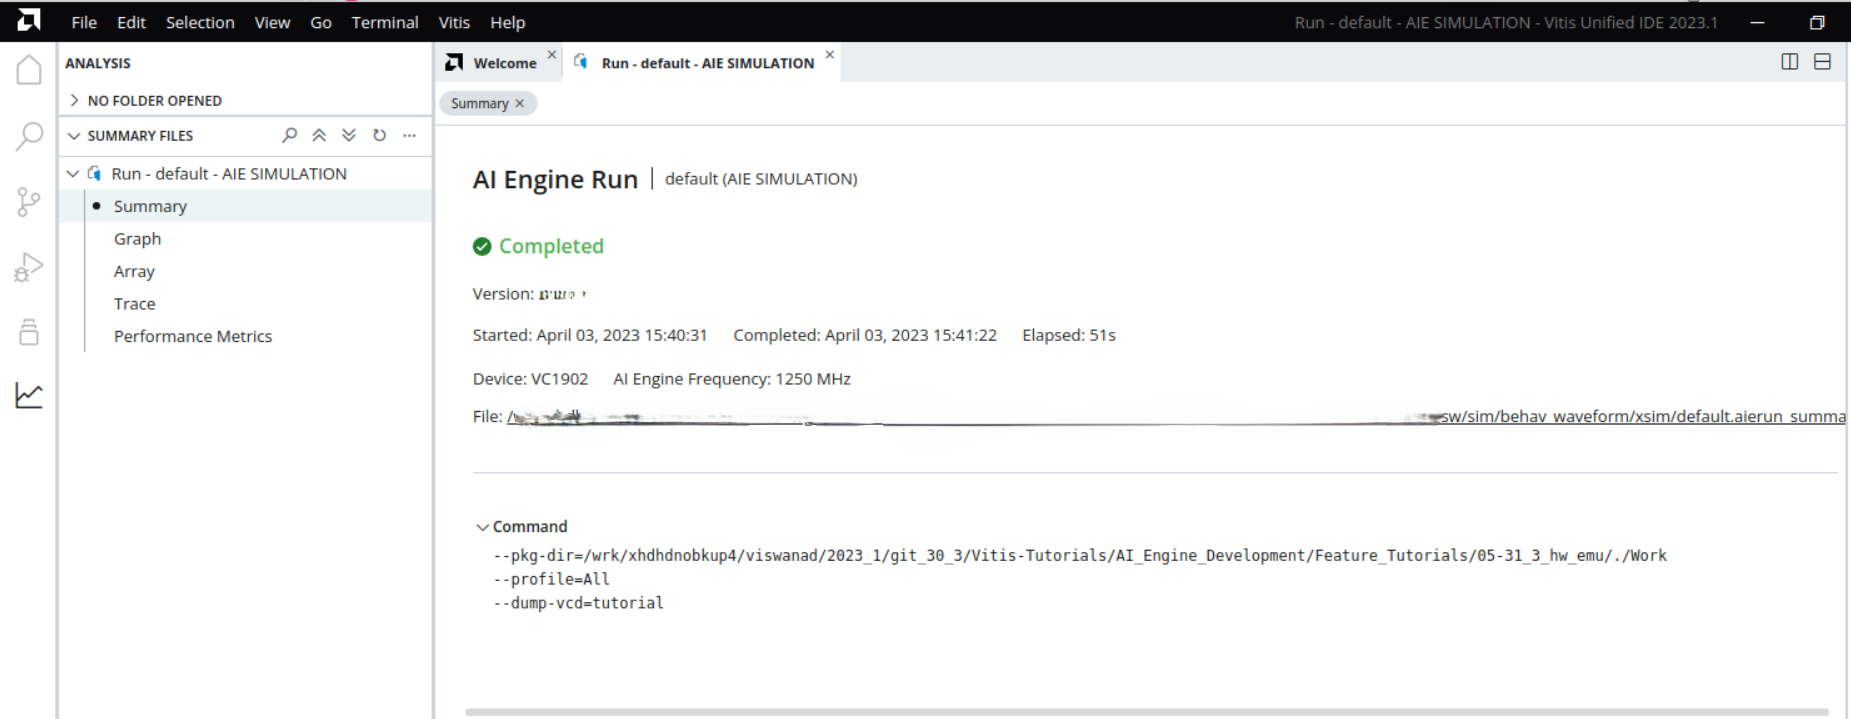 File Edit Selection View Go Terminal Vitis Help Run - default - AIE SIMULATION - Vitis Unified IDE 2023.1
ANALYSIS
NO FOLDER OPENED
SUMMARY FILES
Run - default - AIE SIMULATION
Summary
Graph
Array
Trace
Performance Metrics
Welcome Run - default - AIE SIMULATION
Summary
AI Engine Run default (AIE SIMULATION)
Completed
Version:
Started: April 03, 2023 15:40:31 Completed: April 03, 2023 15:41:22 Elapsed: 51s
Device: VC1902 AI Engine Frequency: 1250 MHz
File: / sw/sim/behav_waveform/xsim/default.aierun_summa
Command
--pkg-dir=/wrk/xhdhdnobkup4/viswanad/2023_1/git_30_3/Vitis-Tutorials/AI_Engine_Development/Feature_Tutorials/05-31_3_hw_emu/./Work
--profile=All
--dump-vcd=tutorial